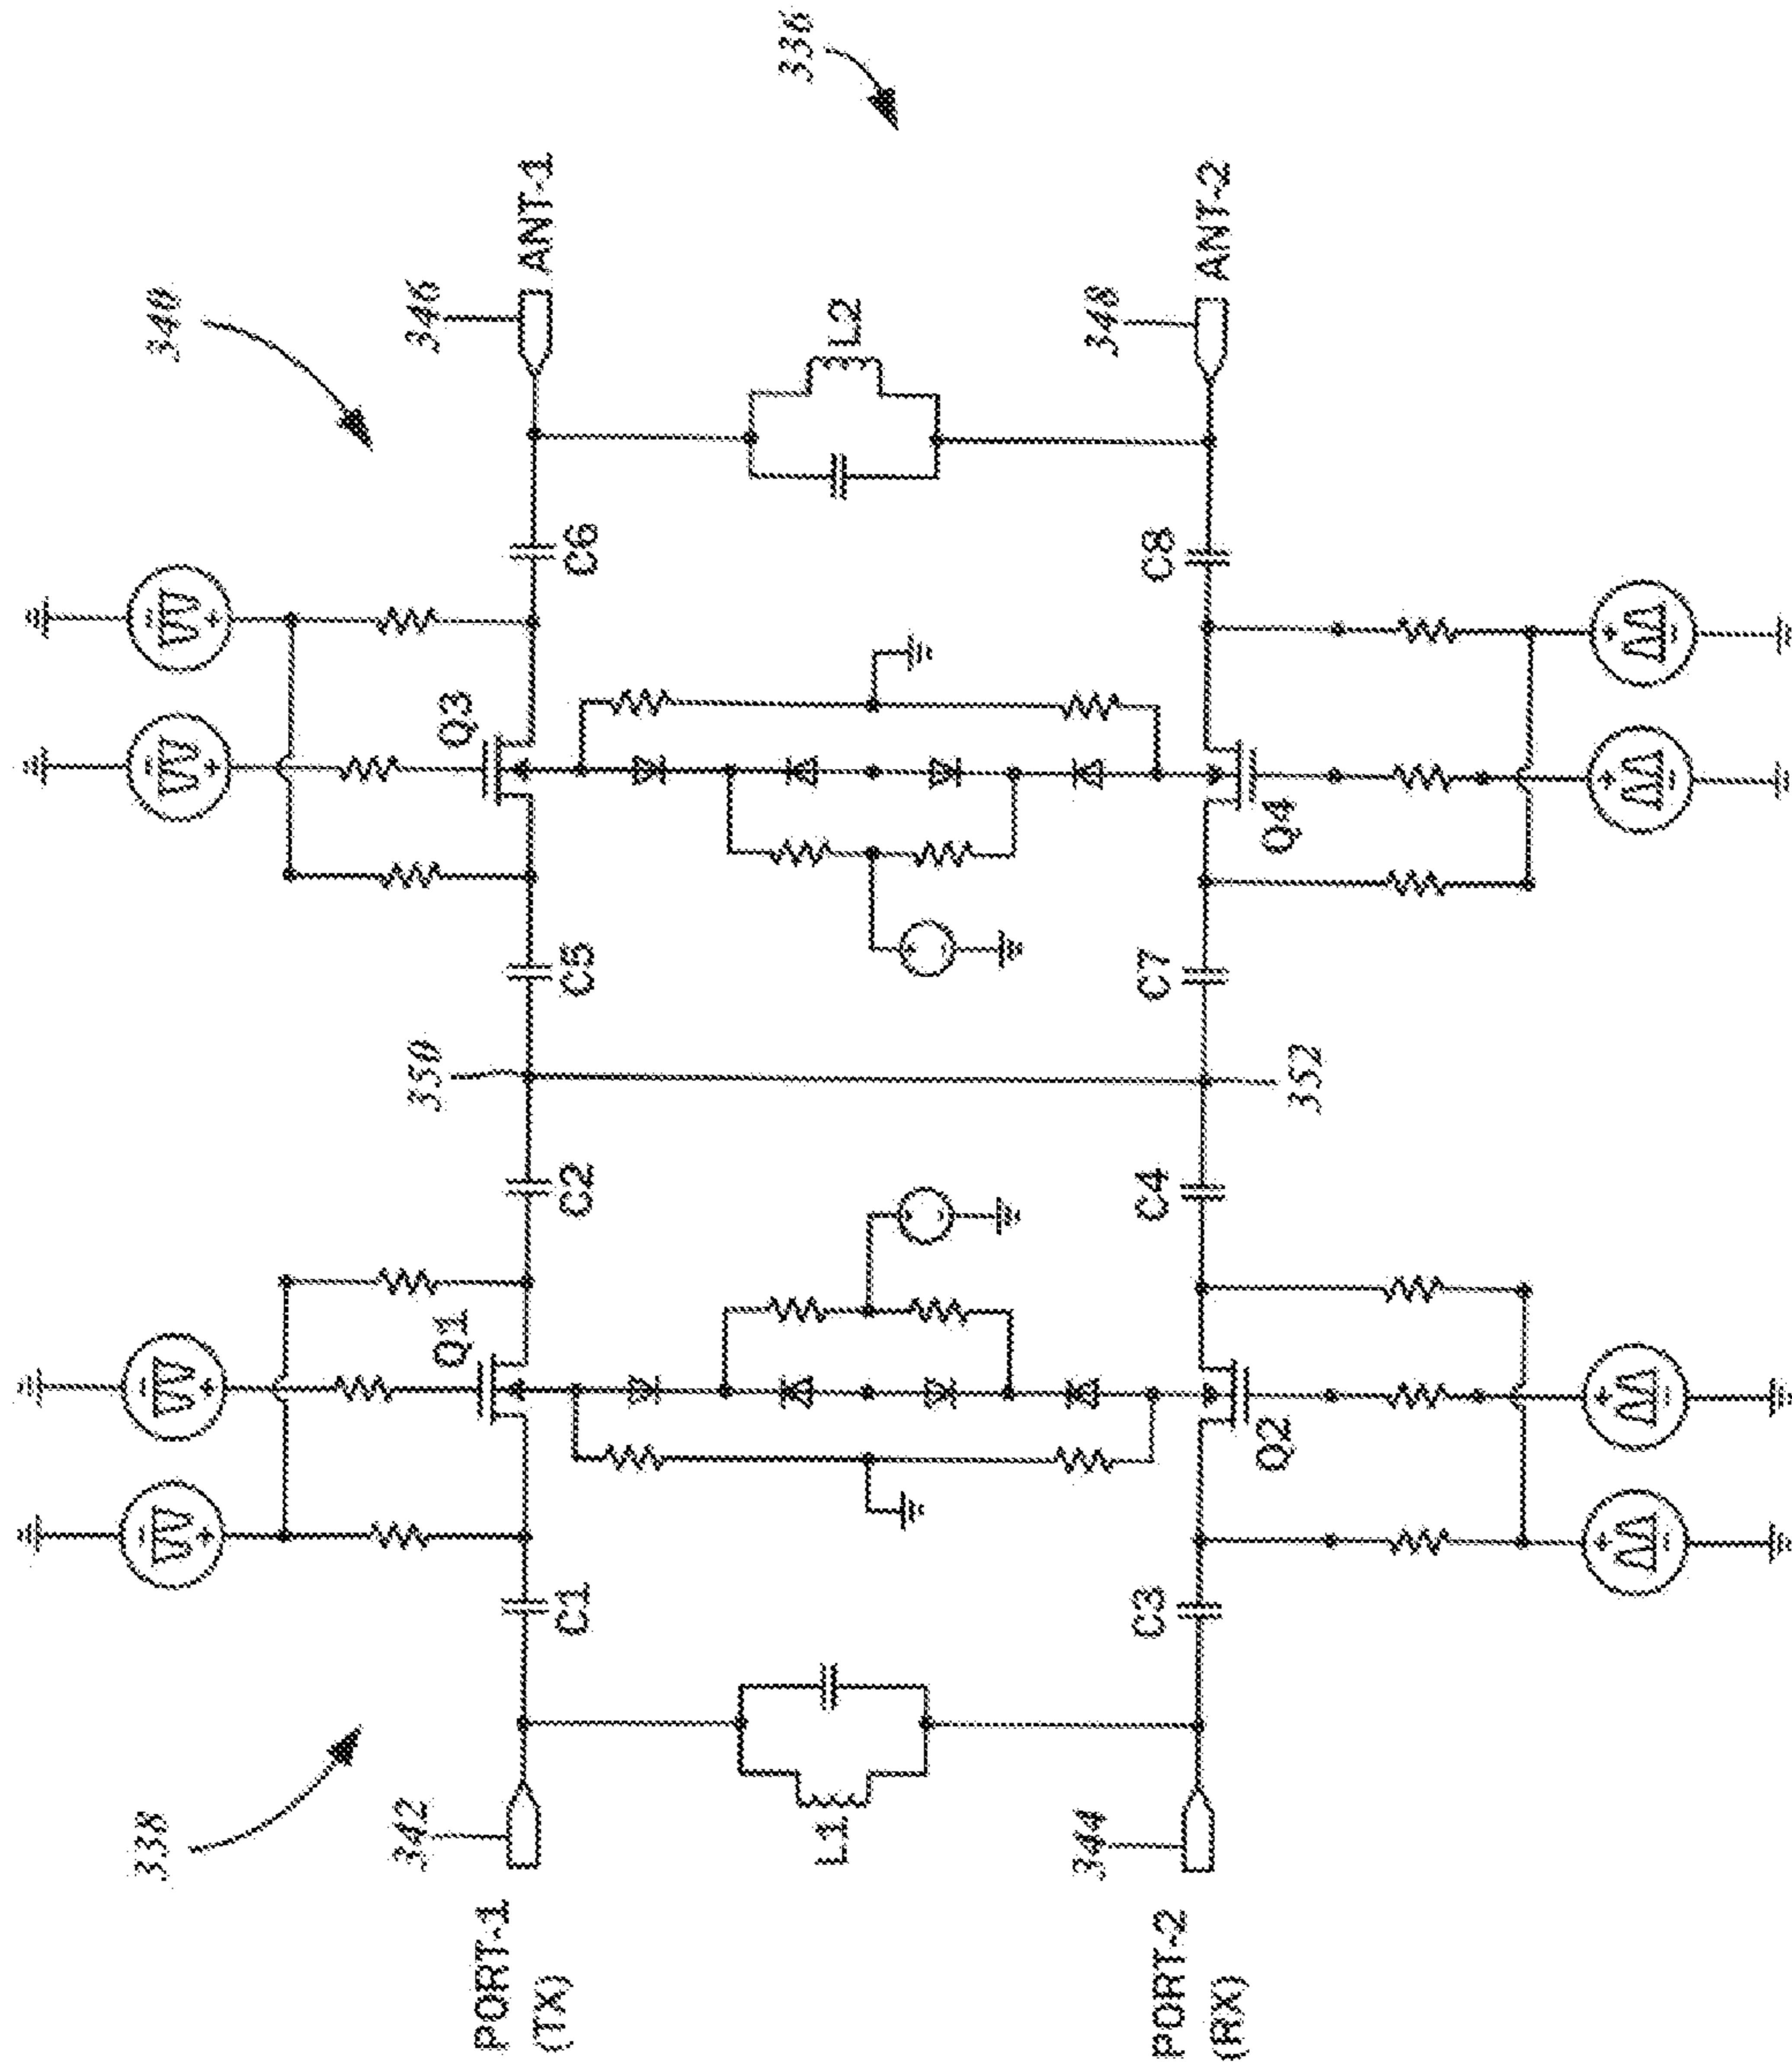 338
340
336
342
PORT-1
(TX)
C1
Q1
C2
350
C5
Q3
C6
346
ANT-1
L1
L2
344
PORT-2
(RX)
C3
Q2
C4
352
C7
Q4
C8
348
ANT-2